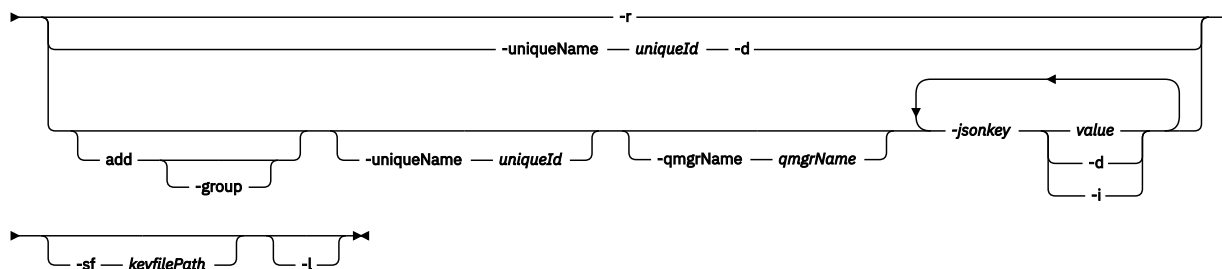 -r
-uniqueName uniqueId -d
-jsonkey value
add -uniqueName uniqueId -qmgrName qmgrName -d
-group -i
-sf keyfilePath -l